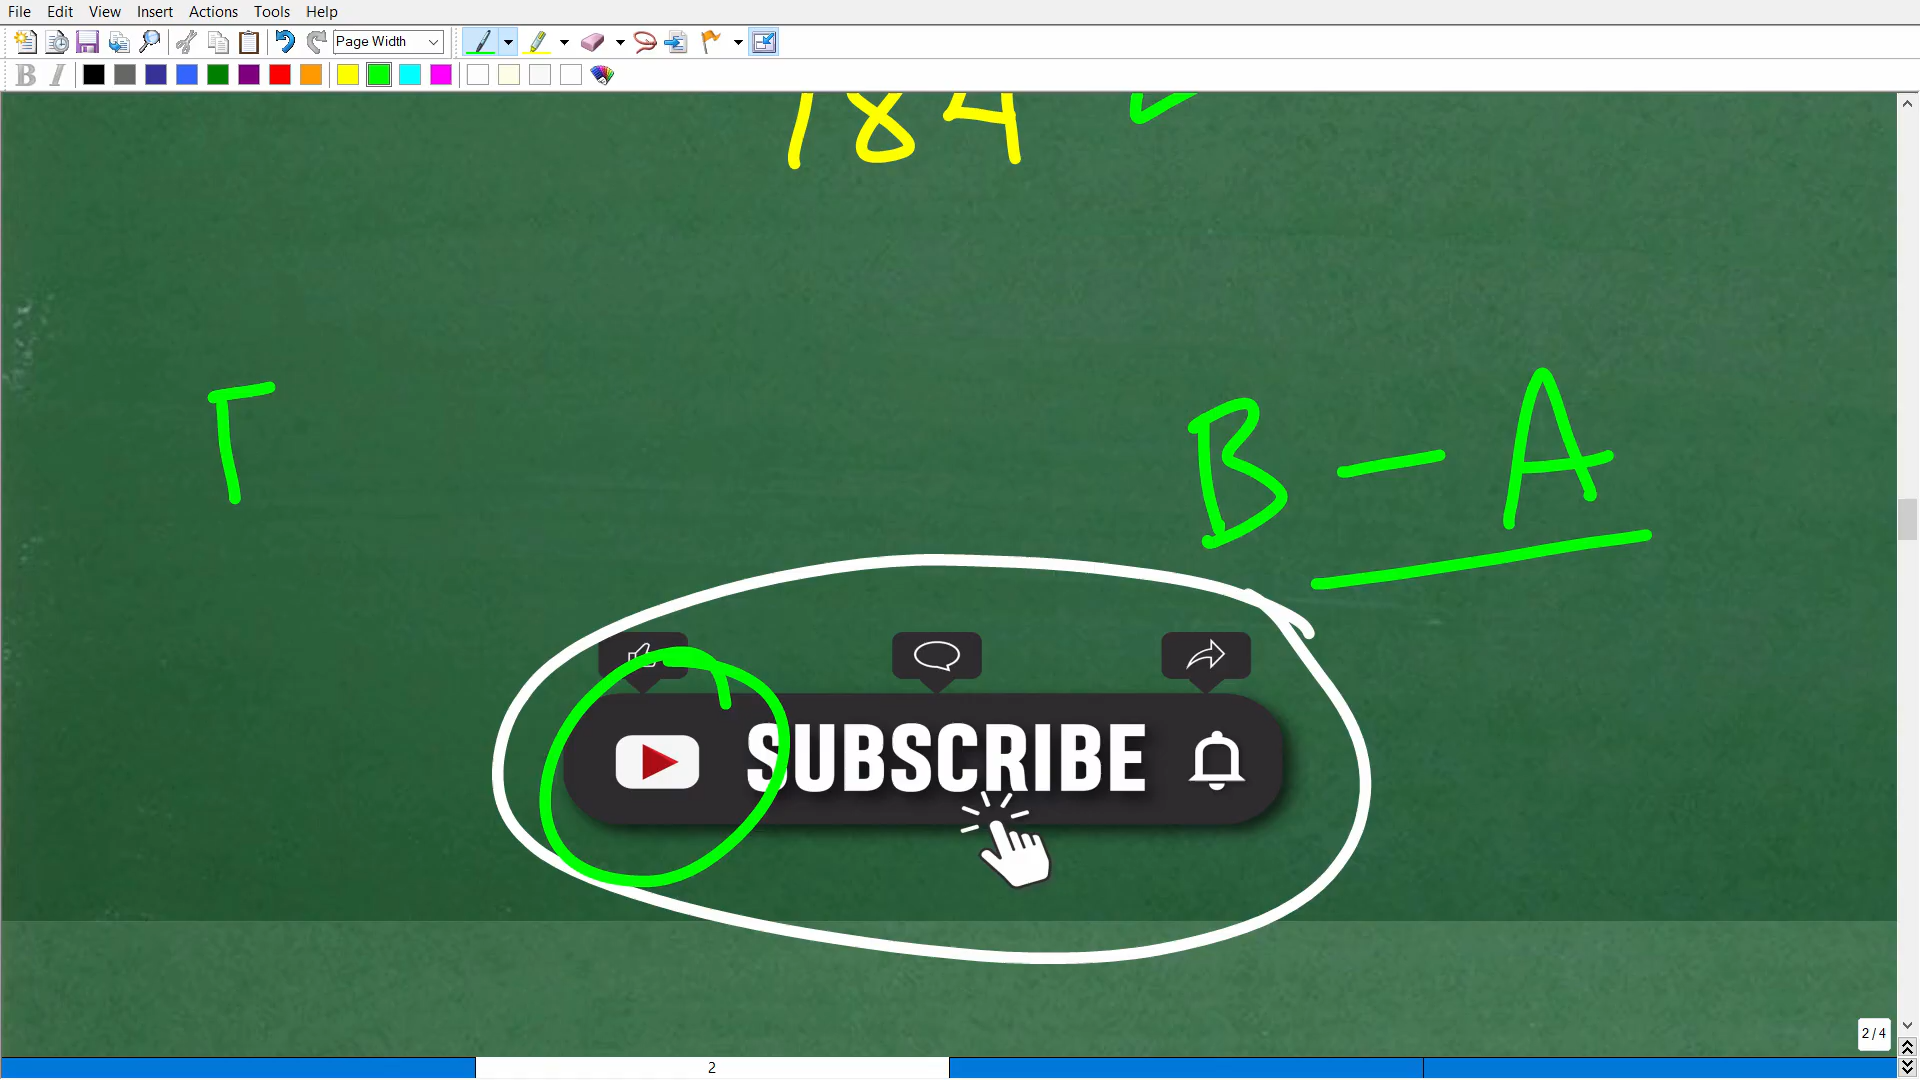 File Edit View Insert Actions Tools Help
Page Width
B I
184
B - A
SUBSCRIBE
2 / 4
2